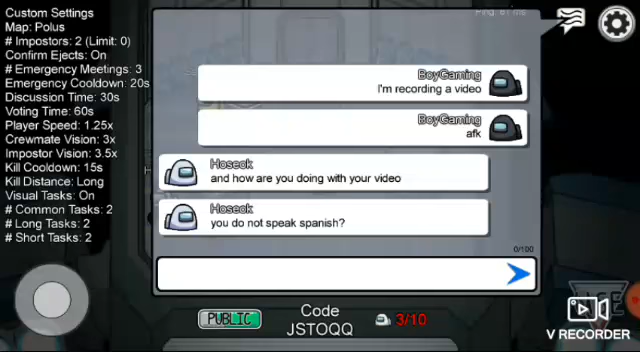 Custom Settings
Map: Polus
# Impostors: 2 (Limit: 0)
Confirm Ejects: On
# Emergency Meetings: 3
Emergency Cooldown: 20s
Discussion Time: 30s
Voting Time: 60s
Player Speed: 1.25x
Crewmate Vision: 3x
Impostor Vision: 3.5x
Kill Cooldown: 15s
Kill Distance: Long
Visual Tasks: On
# Common Tasks: 2
# Long Tasks: 2
# Short Tasks: 2
BoyGaming
I'm recording a video
BoyGaming
afk
Hoseok
and how are you doing with your video
Hoseok
you do not speak spanish?
0/100
PUBLIC
Code
JSTOQQ
3/10
V RECORDER